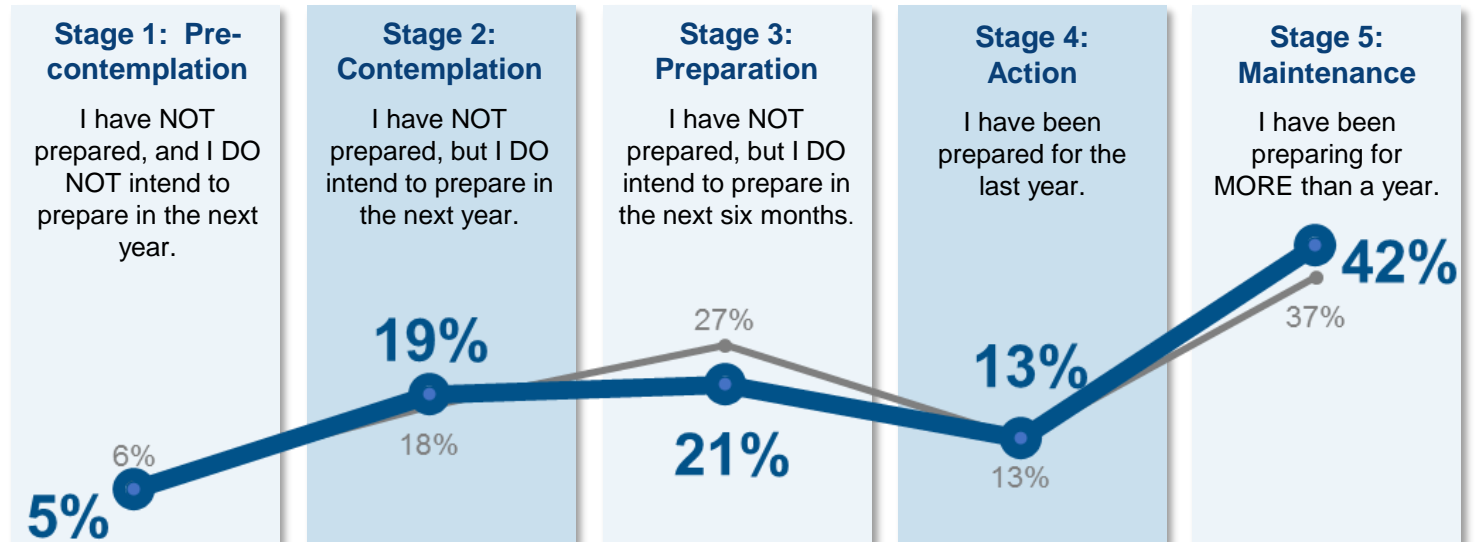 Stage 1:  Pre-
contemplation
I have NOT
prepared, and I DO
NOT intend to
prepare in the next
year.
6%
5%
Stage 2:
Contemplation
I have NOT
prepared, but I DO
intend to prepare in
the next year.
19%
18%
Stage 3:
Preparation
I have NOT
prepared, but I DO
intend to prepare in
the next six months.
27%
21%
Stage 4:
Action
I have been
prepared for the
last year.
13%
13%
Stage 5:
Maintenance
I have been
preparing for
MORE than a year.
42%
37%